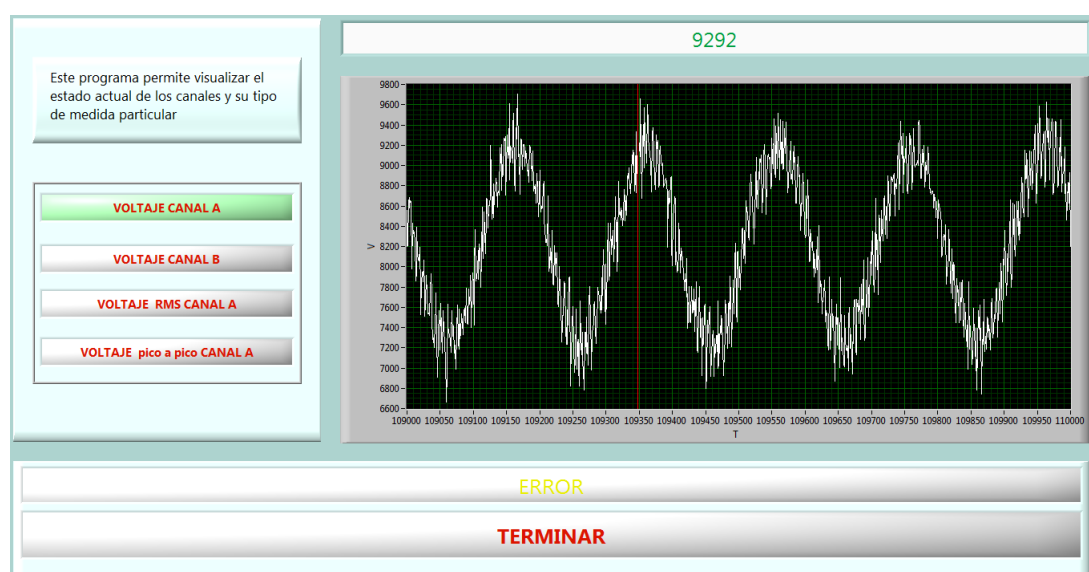 9292
Este programa permite visualizar el
estado actual de los canales y su tipo
de medida particular
VOLTAJE CANAL A
VOLTAJE CANAL B
VOLTAJE RMS CANAL A
VOLTAJE pico a pico CANAL A
9800
9600
9400
9200
9000
8800
8600
8400
8200
8000
7800
7600
7400
7200
7000
6800
6600
V
109000 109050 109100 109150 109200 109250 109300 109350 109400 109450 109500 109550 109600 109650 109700 109750 109800 109850 109900 109950 110000
T
ERROR
TERMINAR